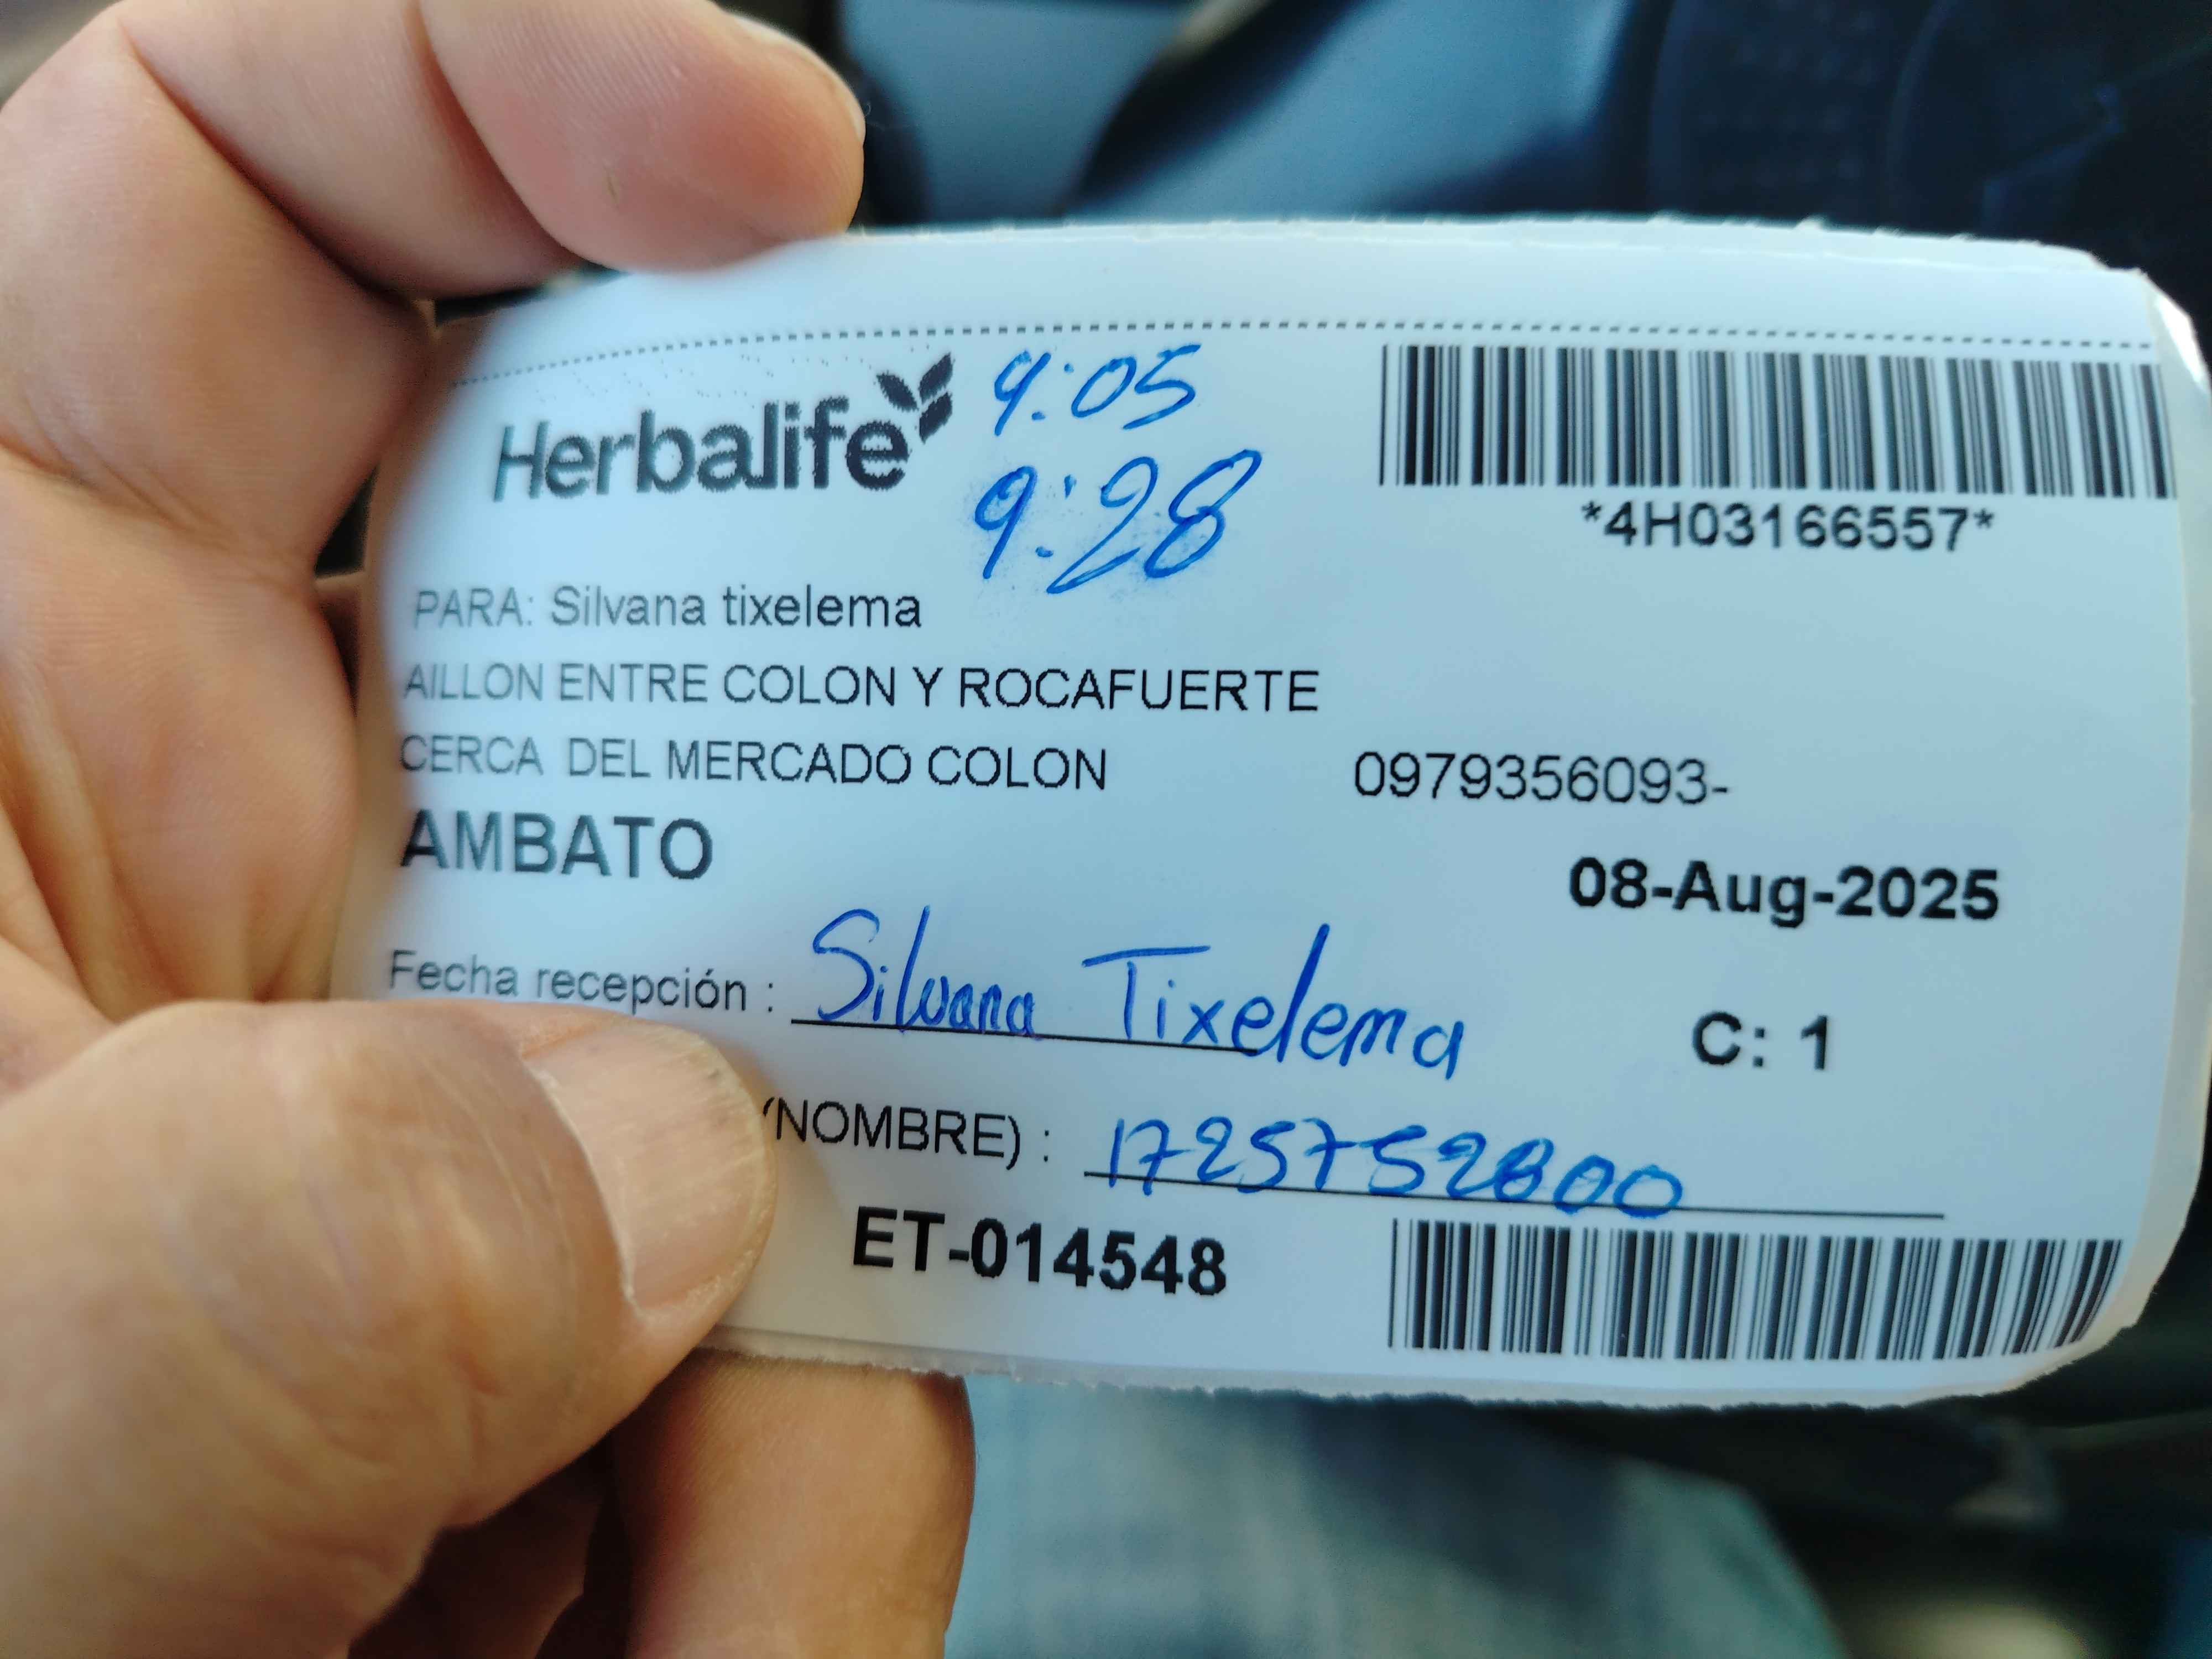 Herbalife
9:05
9:28
*4H03166557*
PARA: Silvana tixelema
AILLON ENTRE COLON Y ROCAFUERTE
CERCA DEL MERCADO COLON 0979356093-
AMBATO
08-Aug-2025
Fecha recepción : Silvana Tixelema
C: 1
(NOMBRE) : 1725752800
ET-014548